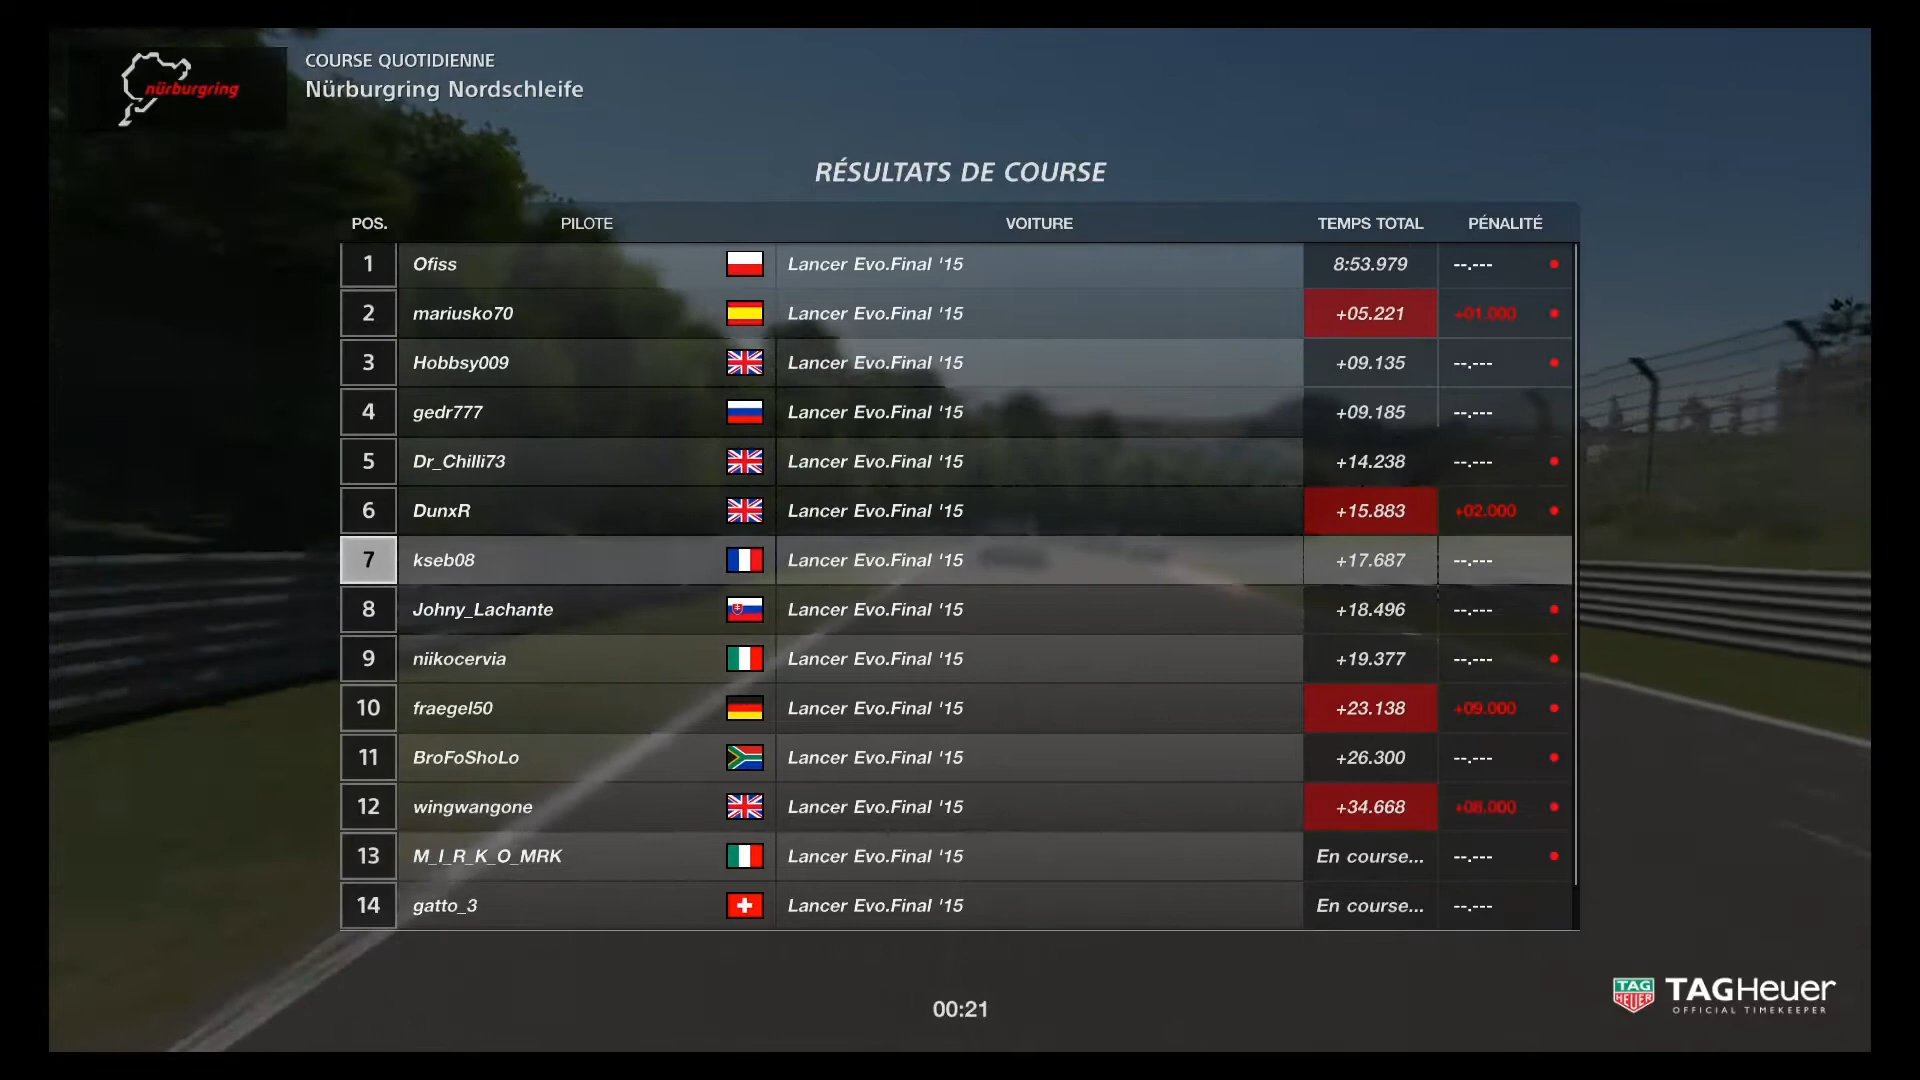 nürburgring
COURSE QUOTIDIENNE
Nürburgring Nordschleife
RÉSULTATS DE COURSE
POS. PILOTE VOITURE TEMPS TOTAL PÉNALITÉ
1 Ofiss Lancer Evo.Final '15 8:53.979 --.---
2 mariusko70 Lancer Evo.Final '15 +05.221 +01.000
3 Hobbsy009 Lancer Evo.Final '15 +09.135 --.---
4 gedr777 Lancer Evo.Final '15 +09.185 --.---
5 Dr_Chilli73 Lancer Evo.Final '15 +14.238 --.---
6 DunxR Lancer Evo.Final '15 +15.883 +02.000
7 kseb08 Lancer Evo.Final '15 +17.687 --.---
8 Johny_Lachante Lancer Evo.Final '15 +18.496 --.---
9 niikocervia Lancer Evo.Final '15 +19.377 --.---
10 fraegel50 Lancer Evo.Final '15 +23.138 +09.000
11 BroFoShoLo Lancer Evo.Final '15 +26.300 --.---
12 wingwangone Lancer Evo.Final '15 +34.668 +08.000
13 M_I_R_K_O_MRK Lancer Evo.Final '15 En course... --.---
14 gatto_3 Lancer Evo.Final '15 En course... --.---
00:21
TAG HEUER
TAGHeuer
OFFICIAL TIMEKEEPER